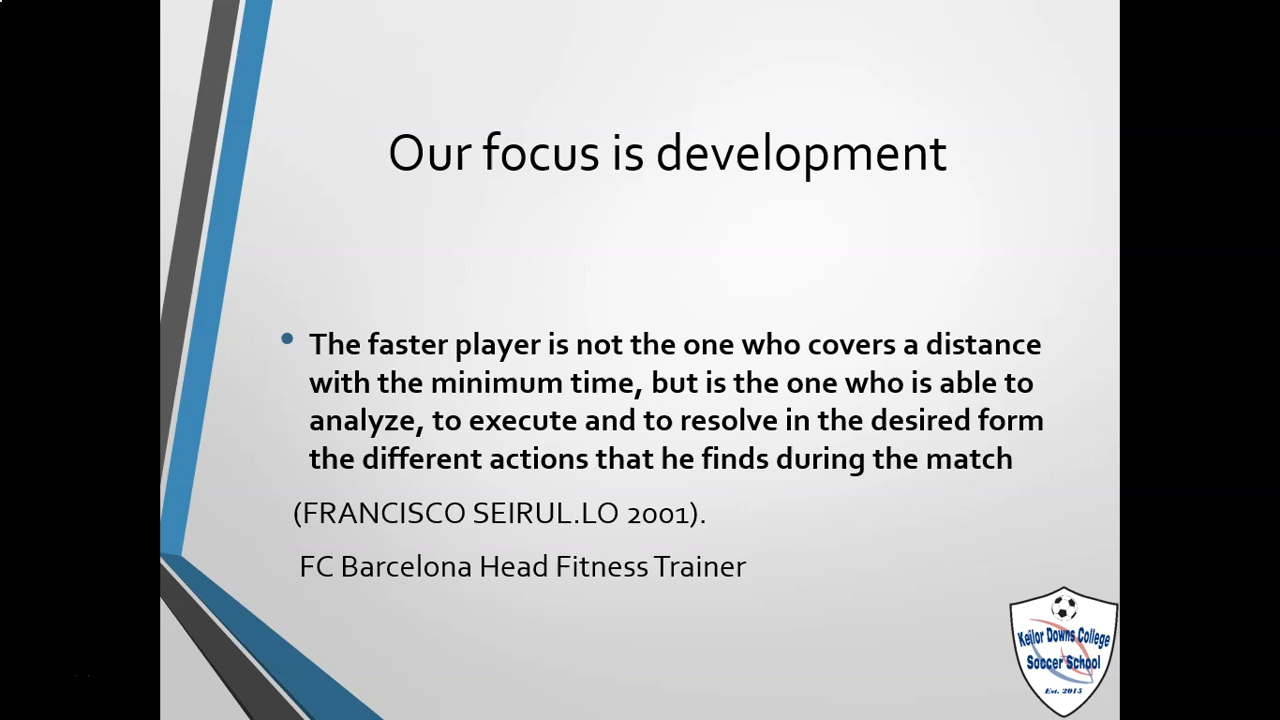 Our focus is development
• The faster player is not the one who covers a distance
with the minimum time, but is the one who is able to
analyze, to execute and to resolve in the desired form
the different actions that he finds during the match
(FRANCISCO SEIRUL.LO 2001).
FC Barcelona Head Fitness Trainer
Keilor Downs College
Soccer School
Est. 2015